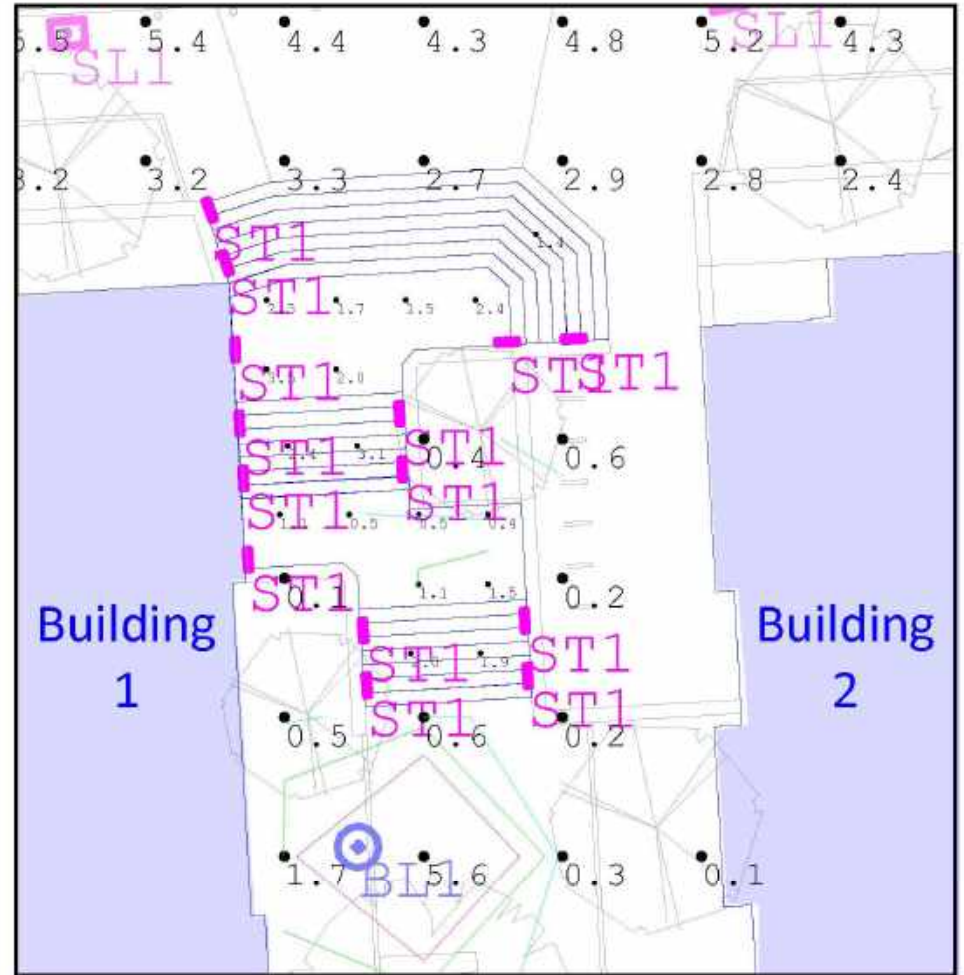 5.4 4.4 4.3 4.8 5.2 4.3
SL1 SL1
3.2 3.2 3.3 2.7 2.9 2.8 2.4
ST1
1.4
ST1
1.7 2.4
ST1 ST1 ST1
2.0
ST1 3.1 ST1 0.4 0.6
ST1 0.5 ST1 0.5 0.4
ST1 0.1 1.1 1.5 0.2
Building Building
1 2
ST1 1.9 ST1
ST1 ST1
0.5 0.6 0.2
1.7 BL1 5.6 0.3 0.1